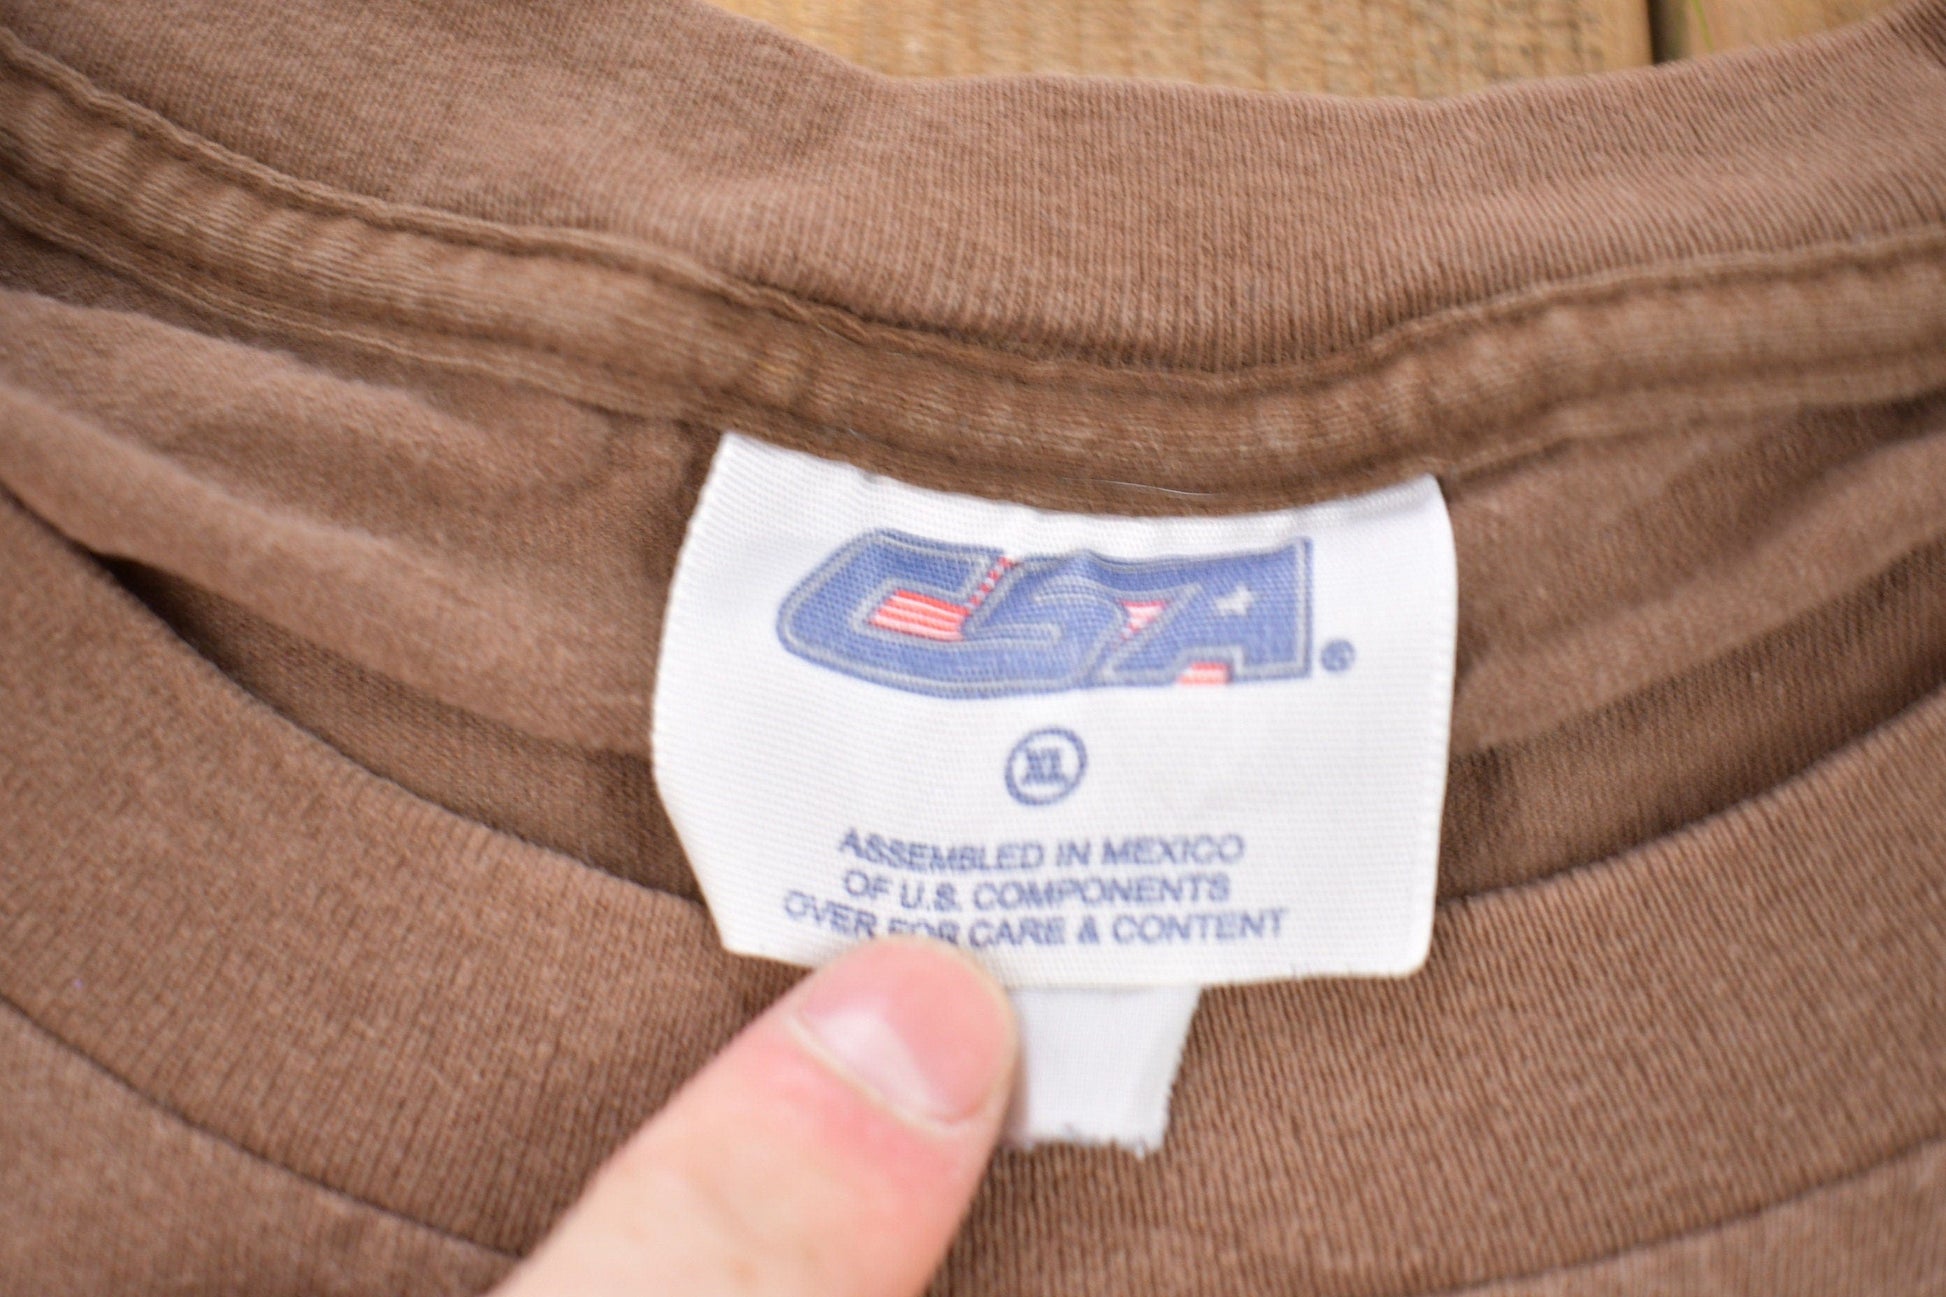 CSA®
XL
ASSEMBLED IN MEXICO
OF U.S. COMPONENTS
OVER FOR CARE & CONTENT